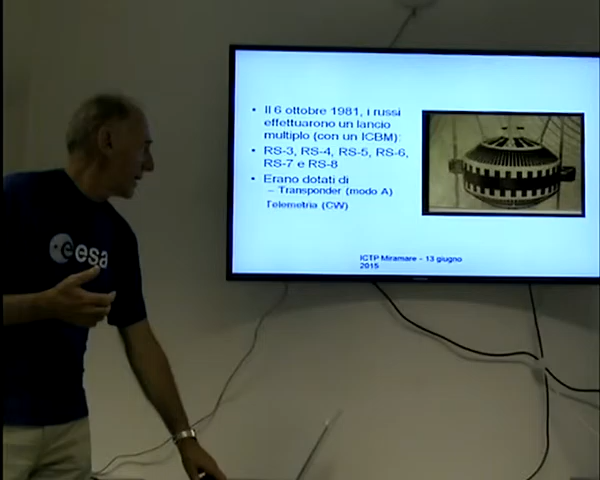 • Il 6 ottobre 1981, i russi
effettuarono un lancio
multiplo (con un ICBM):
• RS-3, RS-4, RS-5, RS-6,
RS-7 e RS-8
• Erano dotati di
– Transponder (modo A)
Telemetria (CW)
ICTP Miramare - 13 giugno
2015
esa